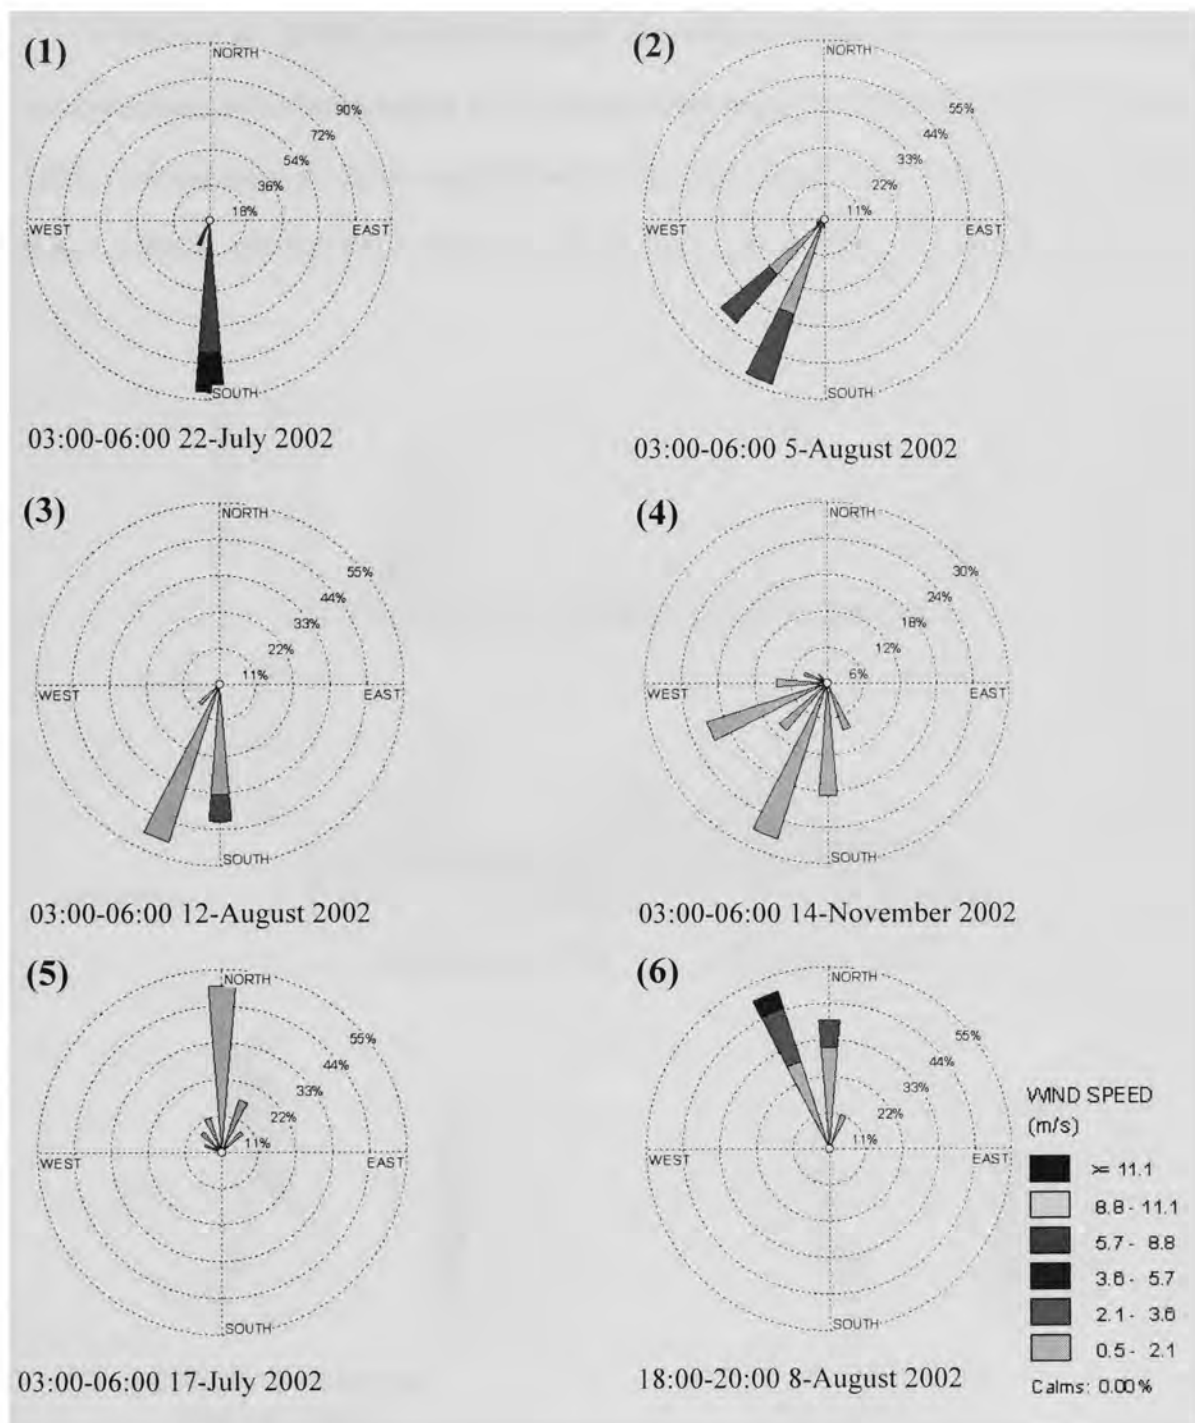 (1)
NORTH
90%
72%
54%
36%
18%
WEST
EAST
SOUTH
03:00-06:00 22-July 2002
(2)
NORTH
55%
44%
33%
22%
11%
WEST
EAST
SOUTH
03:00-06:00 5-August 2002
(3)
NORTH
55%
44%
33%
22%
11%
WEST
EAST
SOUTH
03:00-06:00 12-August 2002
(4)
NORTH
30%
24%
18%
12%
6%
WEST
EAST
SOUTH
03:00-06:00 14-November 2002
(5)
NORTH
55%
44%
33%
22%
11%
WEST
EAST
SOUTH
03:00-06:00 17-July 2002
(6)
NORTH
55%
44%
33%
22%
11%
WEST
EAST
SOUTH
18:00-20:00 8-August 2002
WIND SPEED
(m/s)
>= 11.1
8.8 - 11.1
5.7 - 8.8
3.6 - 5.7
2.1 - 3.6
0.5 - 2.1
Calms: 0.00%